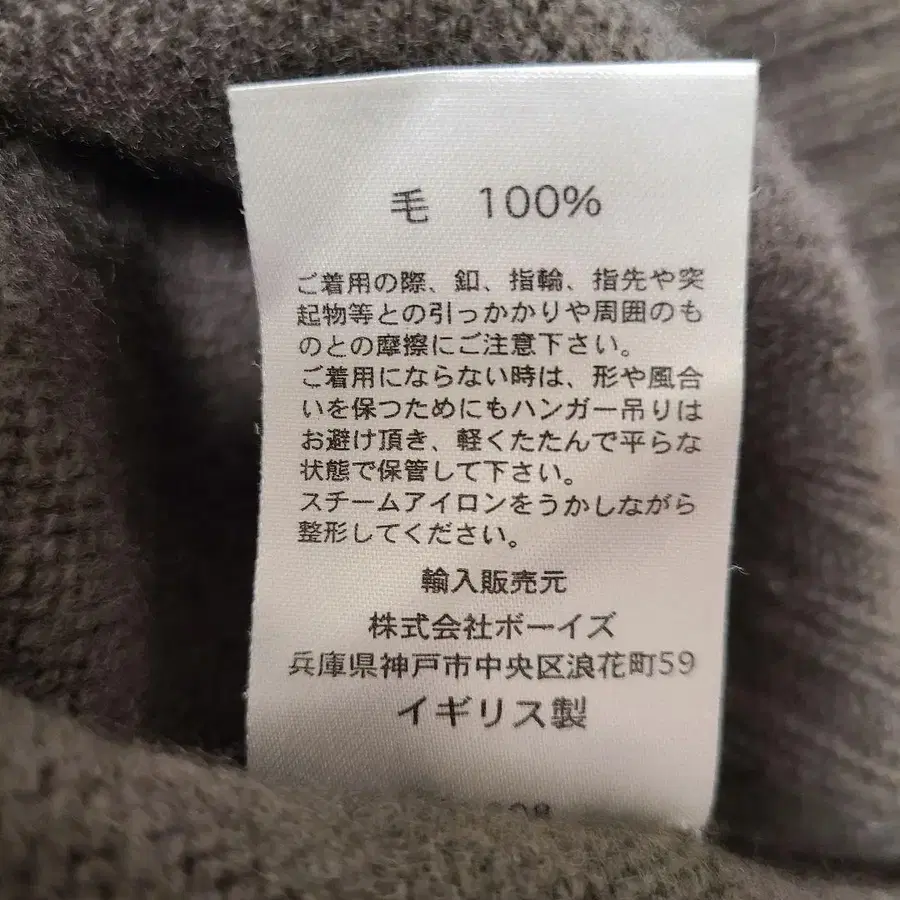 毛　100%
ご着用の際、釦、指輪、指先や突
起物等との引っかかりや周囲のも
のとの摩擦にご注意下さい。
ご着用にならない時は、形や風合
いを保つためにもハンガー吊りは
お避け頂き、軽くたたんで平らな
状態で保管して下さい。
スチームアイロンをうかしながら
整形してください。
輸入販売元
株式会社ボーイズ
兵庫県神戸市中央区浪花町59
イギリス製